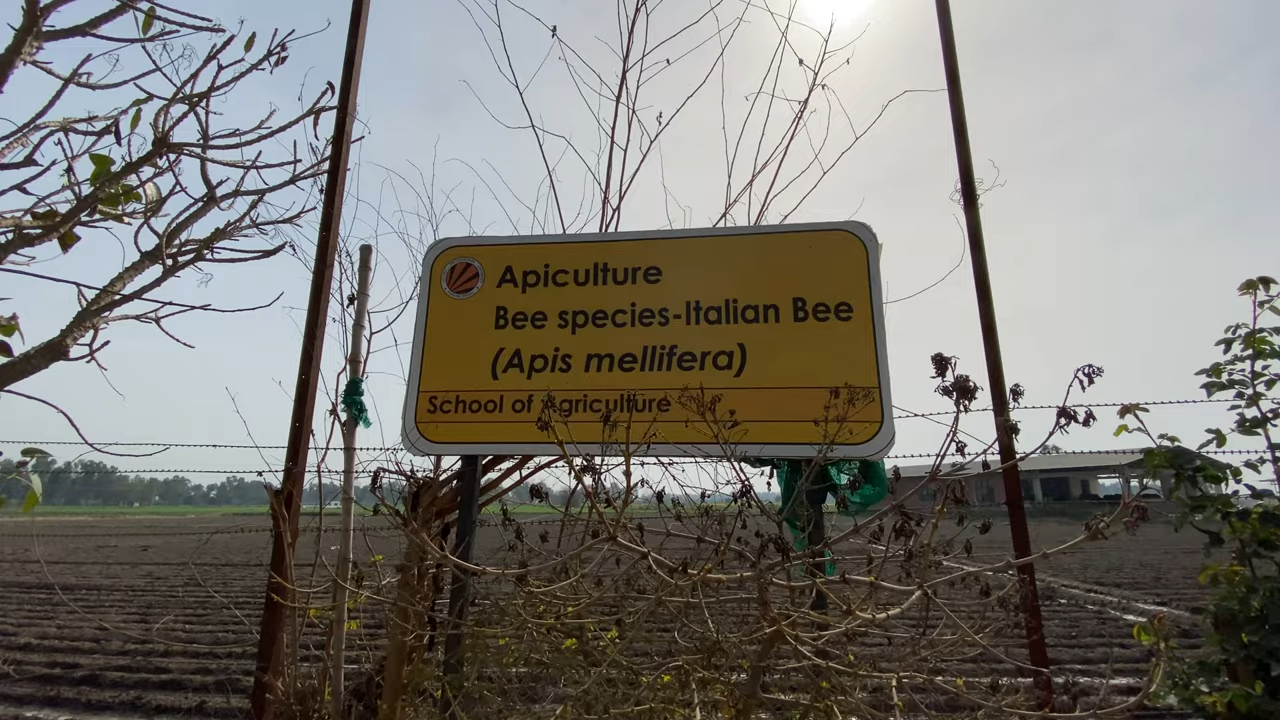 Apiculture
Bee species-Italian Bee
(Apis mellifera)
School of Agriculture